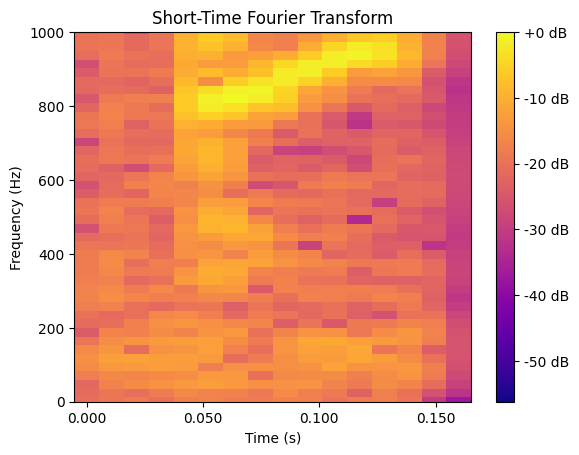 Short-Time Fourier Transform
1000
800
600
400
200
0
Frequency (Hz)
0.000
0.050
0.100
0.150
Time (s)
+0 dB
-10 dB
-20 dB
-30 dB
-40 dB
-50 dB